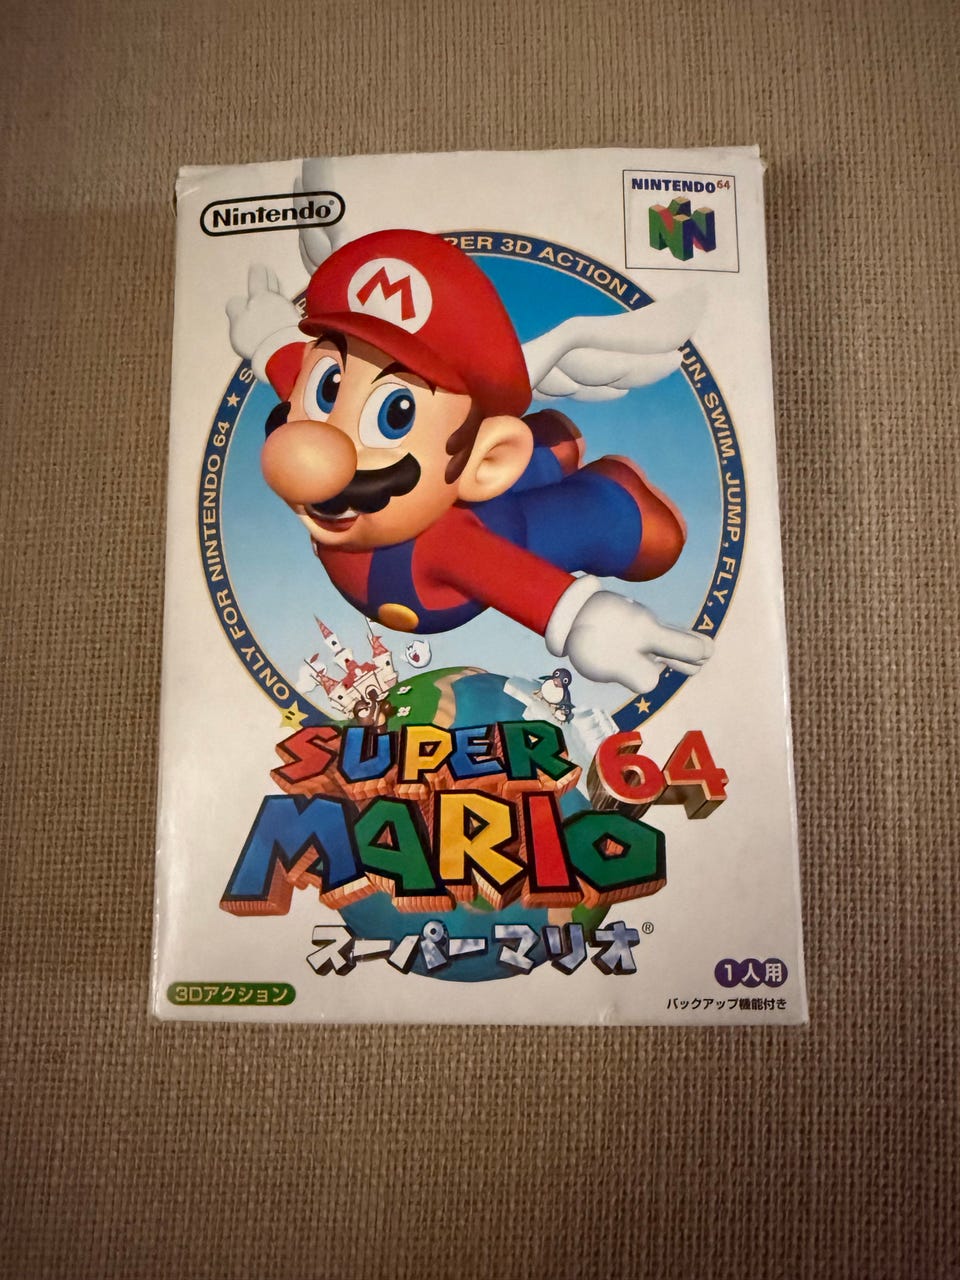 Nintendo®
NINTENDO64
M
ONLY FOR NINTENDO 64 ★
PER 3D ACTION !
UN, SWIM, JUMP, FLY, A
★
SUPER
MARIO
64
スーパーマリオ®
3Dアクション
1人用
バックアップ機能付き